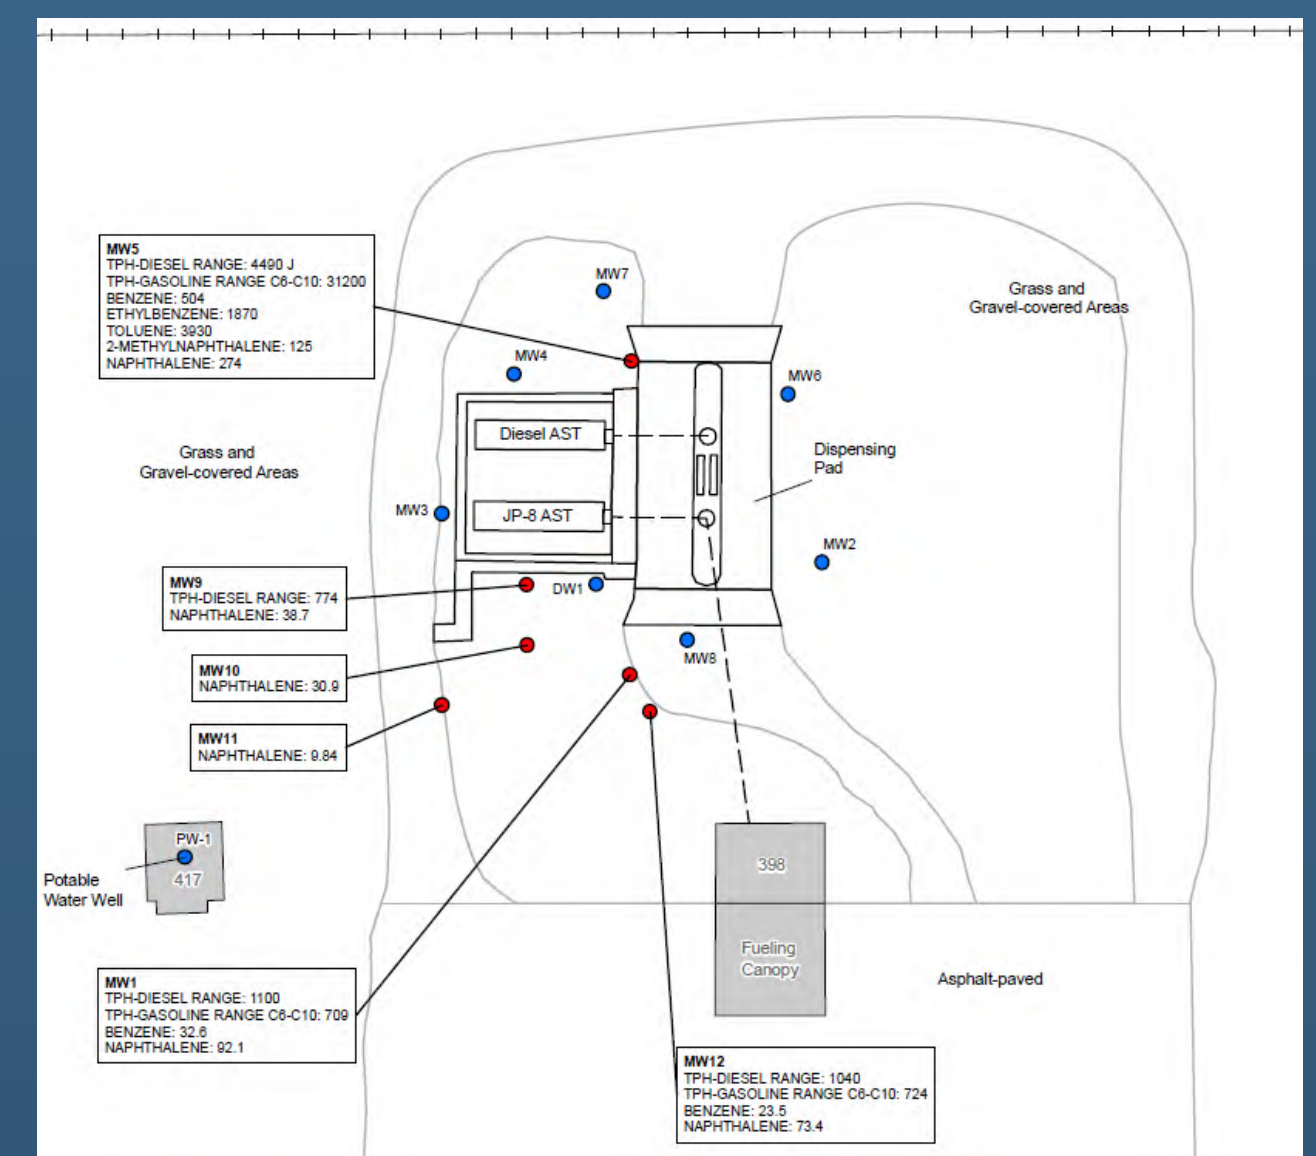 MW5
TPH-DIESEL RANGE: 4490 J
TPH-GASOLINE RANGE C6-C10: 31200
BENZENE: 504
ETHYLBENZENE: 1870
TOLUENE: 3930
2-METHYLNAPHTHALENE: 125
NAPHTHALENE: 274
MW7
Grass and
Gravel-covered Areas
MW4
MW6
Diesel AST
Grass and
Gravel-covered Areas
Dispensing
Pad
MW3
JP-8 AST
MW2
MW9
TPH-DIESEL RANGE: 774
NAPHTHALENE: 38.7
DW1
MW10
NAPHTHALENE: 30.9
MW8
MW11
NAPHTHALENE: 9.84
PW-1
417
Potable
Water Well
398
Fueling
Canopy
Asphalt-paved
MW1
TPH-DIESEL RANGE: 1100
TPH-GASOLINE RANGE C6-C10: 709
BENZENE: 32.6
NAPHTHALENE: 92.1
MW12
TPH-DIESEL RANGE: 1040
TPH-GASOLINE RANGE C6-C10: 724
BENZENE: 23.5
NAPHTHALENE: 73.4